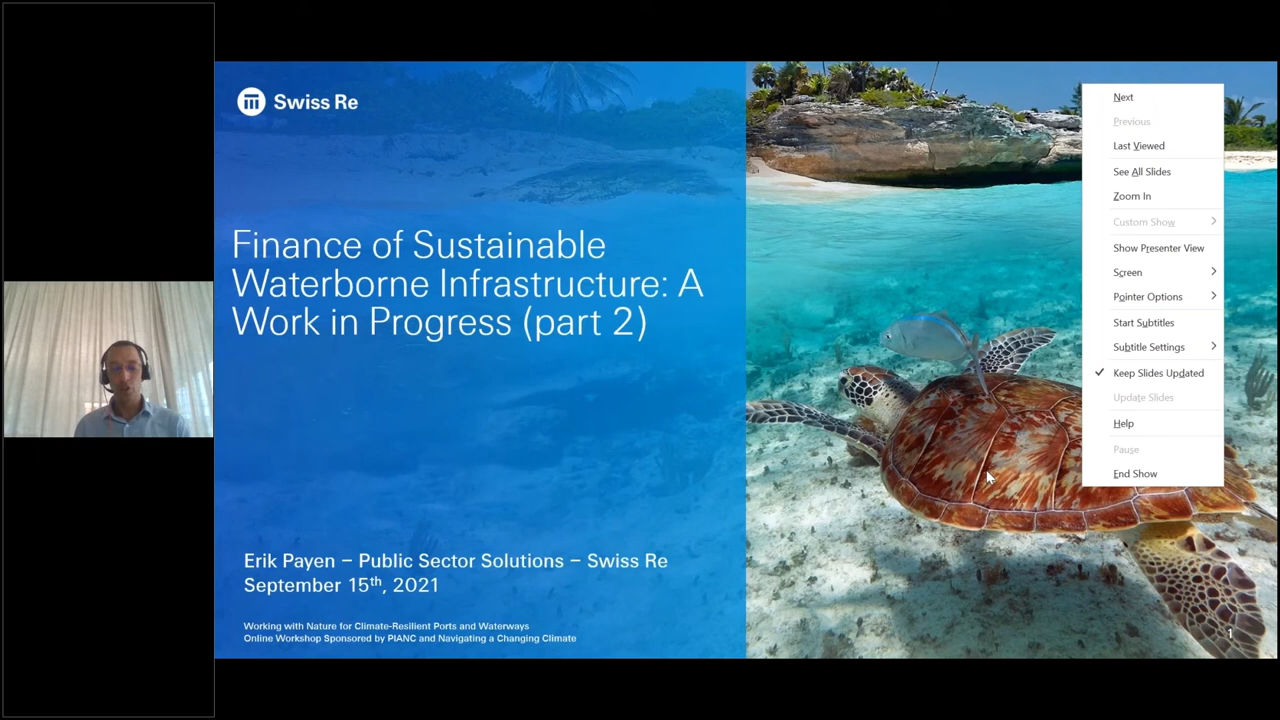 Swiss Re
Finance of Sustainable
Waterborne Infrastructure: A
Work in Progress (part 2)
Erik Payen – Public Sector Solutions – Swiss Re
September 15th, 2021
Working with Nature for Climate-Resilient Ports and Waterways
Online Workshop Sponsored by PIANC and Navigating a Changing Climate
Next
Previous
Last Viewed
See All Slides
Zoom In
Custom Show
Show Presenter View
Screen
Pointer Options
Start Subtitles
Subtitle Settings
Keep Slides Updated
Update Slides
Help
Pause
End Show
1